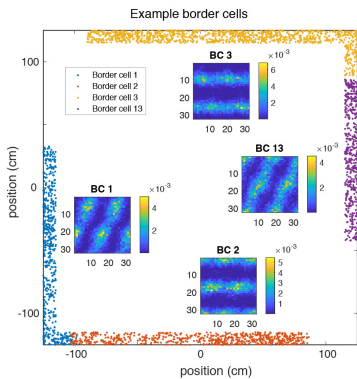 Example border cells
BC 3
×10⁻³
6
4
2
10
20
30
10 20 30
100
0
-100
position (cm)
Border cell 1
Border cell 2
Border cell 3
Border cell 13
BC 13
×10⁻³
4
2
10
20
30
10 20 30
BC 1
×10⁻³
4
2
10
20
30
10 20 30
BC 2
×10⁻³
5
4
3
2
1
10
20
30
10 20 30
-100 0 100
position (cm)